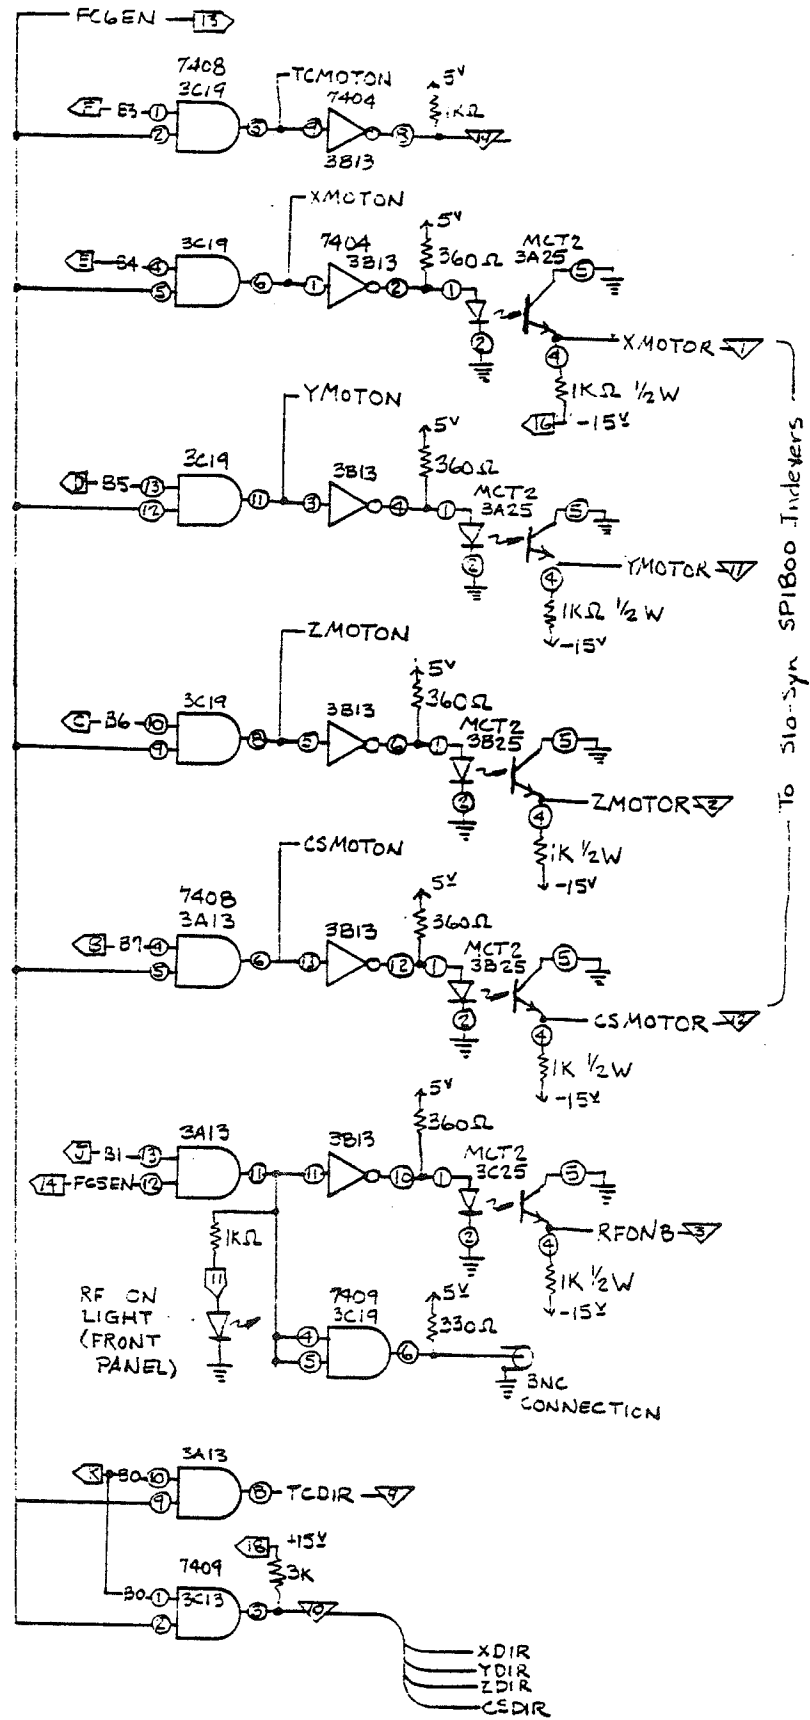 FC6EN 13
7408
3C19
TCMOTON
7404
3B13
5V
1KΩ
F B3 1
2
3
14
XMOTON
3C19
7404
3B13
5V
360Ω
MCT2
3A25
E B4 4
5
6
1
2
1
5
2
4
XMOTOR 1
1KΩ 1/2W
16 -15V
YMOTON
3C19
3B13
5V
360Ω
MCT2
3A25
D B5 13
12
11
3
4
1
5
2
4
YMOTOR 11
1KΩ 1/2W
-15V
To Slo-Syn SP1800 Indexers
ZMOTON
3C19
3B13
5V
360Ω
MCT2
3B25
C B6 10
9
8
5
6
1
5
2
4
ZMOTOR 2
1K 1/2W
-15V
CSMOTON
7408
3A13
3B13
5V
360Ω
MCT2
3B25
B B7 4
5
6
13
12
1
5
2
4
CSMOTOR 12
1K 1/2W
-15V
3A13
3B13
5V
360Ω
MCT2
3C25
J B1 13
14 FC5EN 12
11
11
10
1
5
2
4
RFONB 3
1K 1/2W
-15V
1KΩ
11
RF ON
LIGHT
(FRONT
PANEL)
7409
3C19
5V
330Ω
4
5
6
BNC
CONNECTION
3A13
K B0 10
9
8
TCDIR 9
18 +15V
3K
7409
3C13
B0 1
2
3
10
XDIR
YDIR
ZDIR
CSDIR